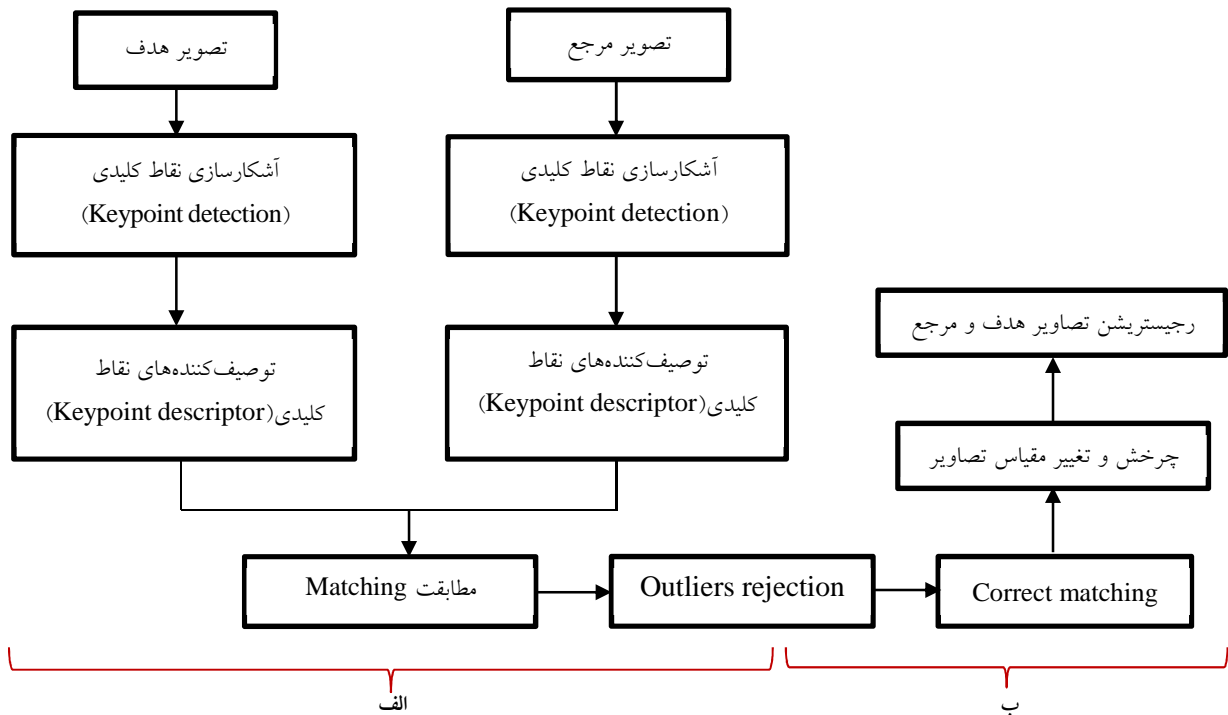 تصویر هدف
تصویر مرجع
آشکارسازی نقاط کلیدی
(Keypoint detection)
آشکارسازی نقاط کلیدی
(Keypoint detection)
توصیف‌کننده‌های نقاط
کلیدی(Keypoint descriptor)
توصیف‌کننده‌های نقاط
کلیدی(Keypoint descriptor)
مطابقت Matching
Outliers rejection
Correct matching
چرخش و تغییر مقیاس تصاویر
رجیستریشن تصاویر هدف و مرجع
الف
ب